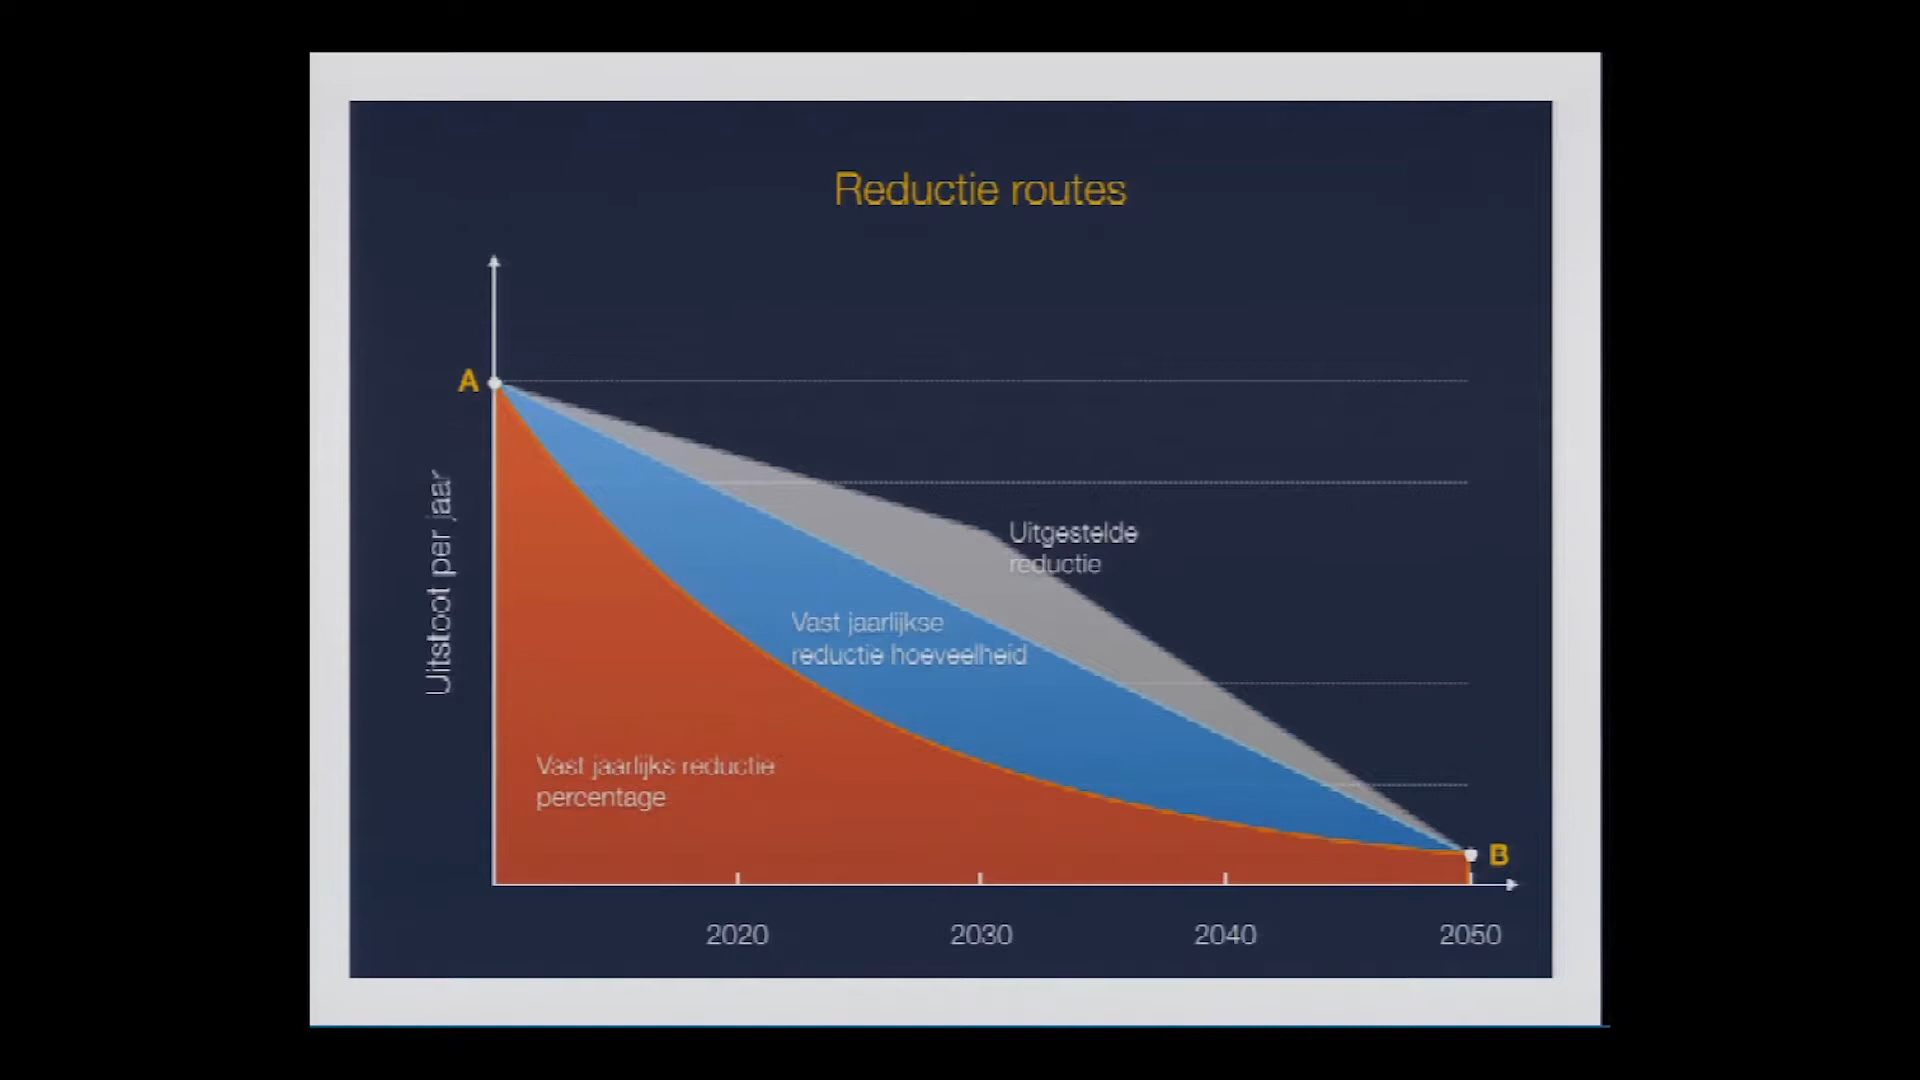 Reductie routes
A
Uitgestelde
reductie
Uitstoot per jaar
Vast jaarlijkse
reductie hoeveelheid
Vast jaarlijks reductie
percentage
B
2020
2030
2040
2050